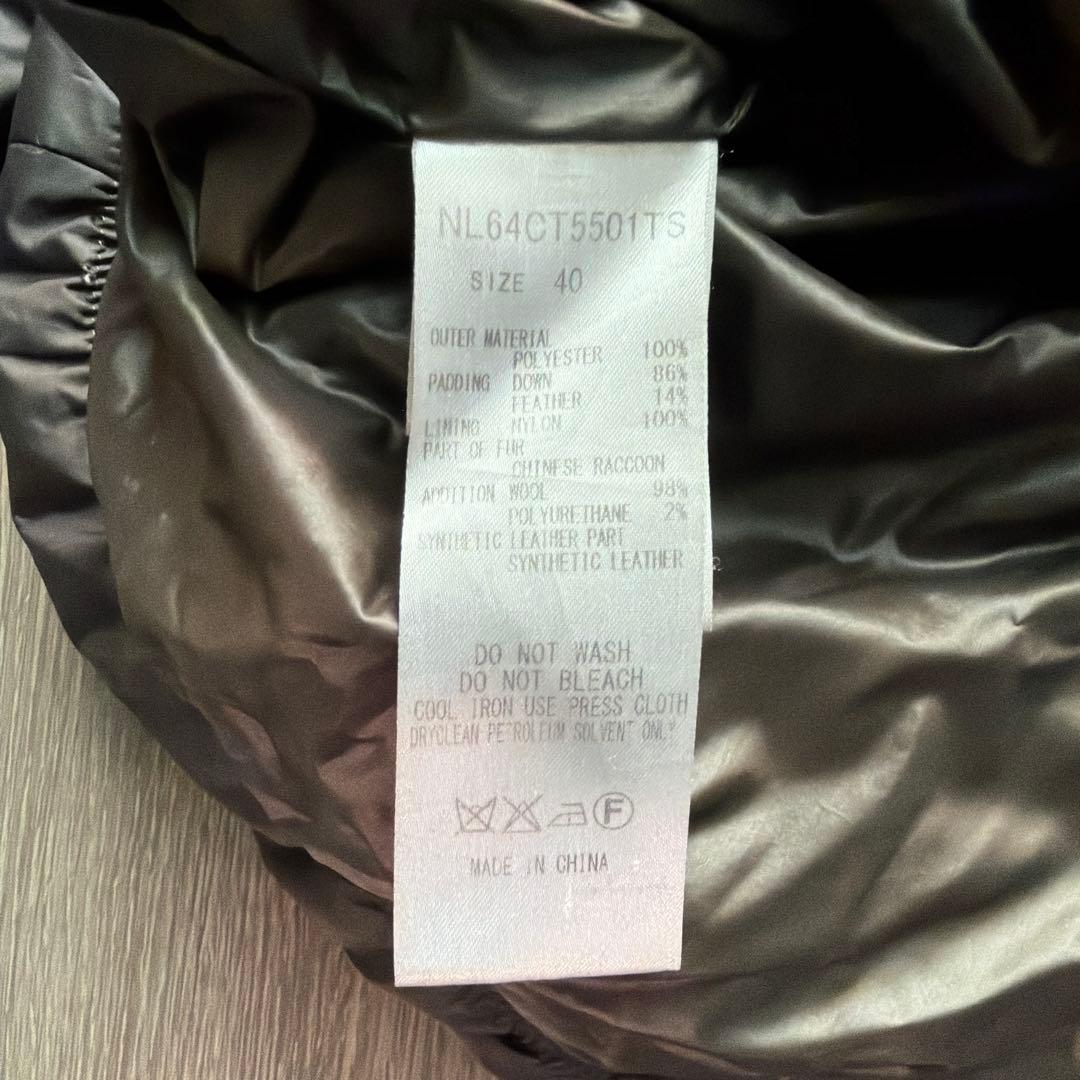 NL64CT5501TS
SIZE 40
OUTER MATERIAL
POLYESTER 100%
PADDING DOWN 86%
FEATHER 14%
LINING NYLON 100%
PART OF FUR
CHINESE RACCOON
ADDITION WOOL 98%
POLYURETHANE 2%
SYNTHETIC LEATHER PART
SYNTHETIC LEATHER
DO NOT WASH
DO NOT BLEACH
COOL IRON USE PRESS CLOTH
DRYCLEAN PETROLEUM SOLVENT ONLY
F
MADE IN CHINA